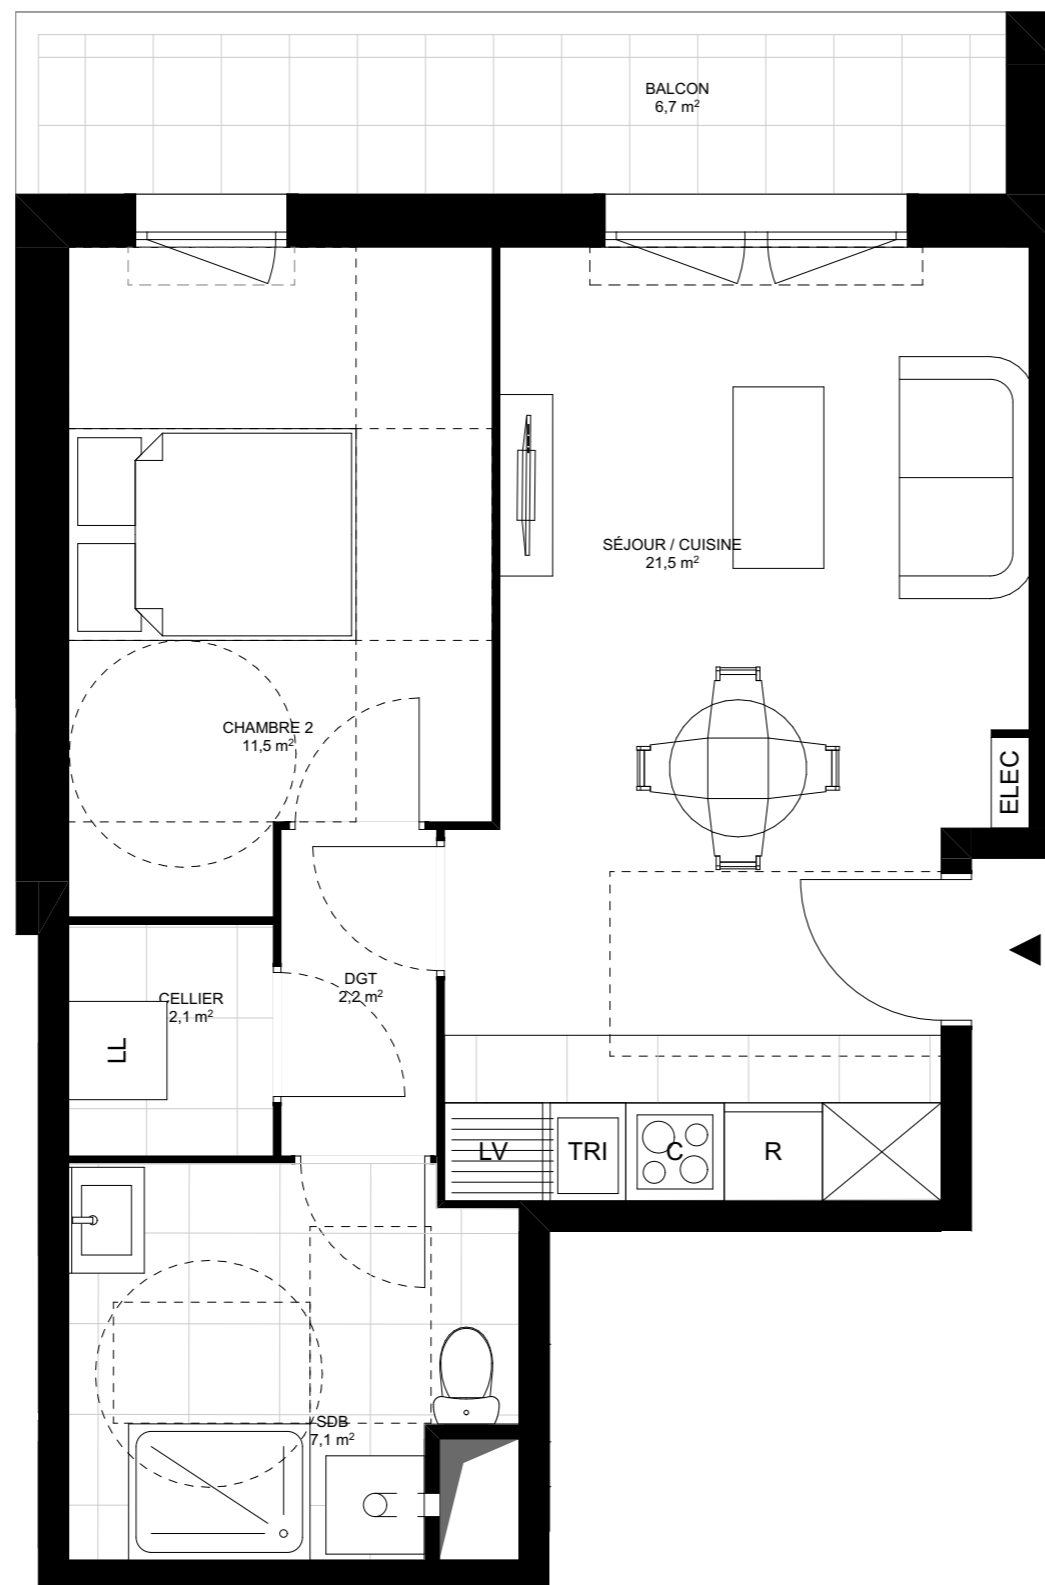 BALCON
6,7 m²
SÉJOUR / CUISINE
21,5 m²
CHAMBRE 2
11,5 m²
ELEC
DGT
2,2 m²
CELLIER
2,1 m²
LL
LV
TRI
C
R
SDB
7,1 m²